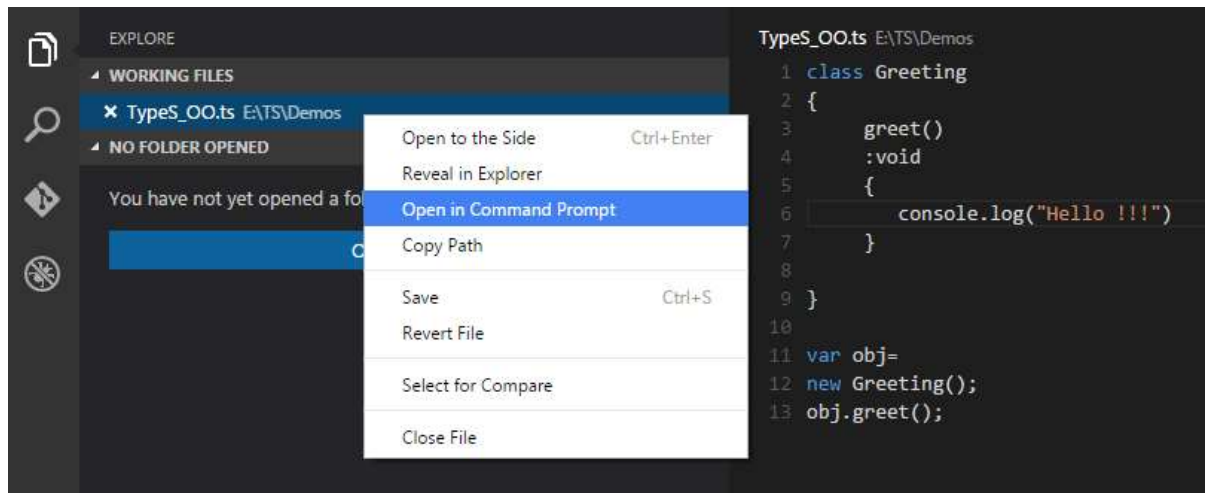 EXPLORE
WORKING FILES
TypeS_OO.ts E:\TS\Demos
NO FOLDER OPENED
You have not yet opened a
Open to the Side Ctrl+Enter
Reveal in Explorer
Open in Command Prompt
Copy Path
Save Ctrl+S
Revert File
Select for Compare
Close File
TypeS_OO.ts E:\TS\Demos
1 class Greeting
2 {
3 greet()
4 :void
5 {
6 console.log("Hello !!!")
7 }
8
9 }
10
11 var obj=
12 new Greeting();
13 obj.greet();